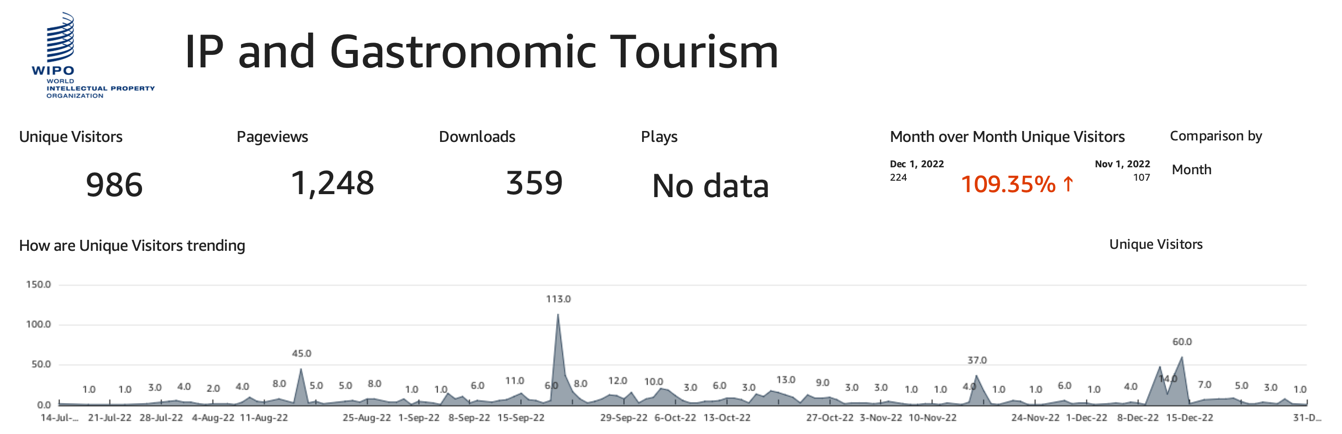 IP and Gastronomic Tourism
WIPO
WORLD
INTELLECTUAL PROPERTY
ORGANIZATION
Unique Visitors
986
Pageviews
1,248
Downloads
359
Plays
No data
Month over Month Unique Visitors
Dec 1, 2022
224
109.35% ↑
Nov 1, 2022
107
Comparison by
Month
How are Unique Visitors trending
Unique Visitors
150.0
100.0
50.0
0.0
1.0 1.0 3.0 4.0 2.0 4.0 8.0 45.0 5.0 5.0 8.0 1.0 1.0 6.0 11.0 6.0 113.0 8.0 12.0 10.0 3.0 6.0 3.0 13.0 9.0 3.0 3.0 1.0 1.0 4.0 37.0 1.0 1.0 6.0 1.0 4.0 14.0 60.0 7.0 5.0 3.0 1.0
14-Jul-... 21-Jul-22 28-Jul-22 4-Aug-22 11-Aug-22 25-Aug-22 1-Sep-22 8-Sep-22 15-Sep-22 29-Sep-22 6-Oct-22 13-Oct-22 27-Oct-22 3-Nov-22 10-Nov-22 24-Nov-22 1-Dec-22 8-Dec-22 15-Dec-22 31-D...